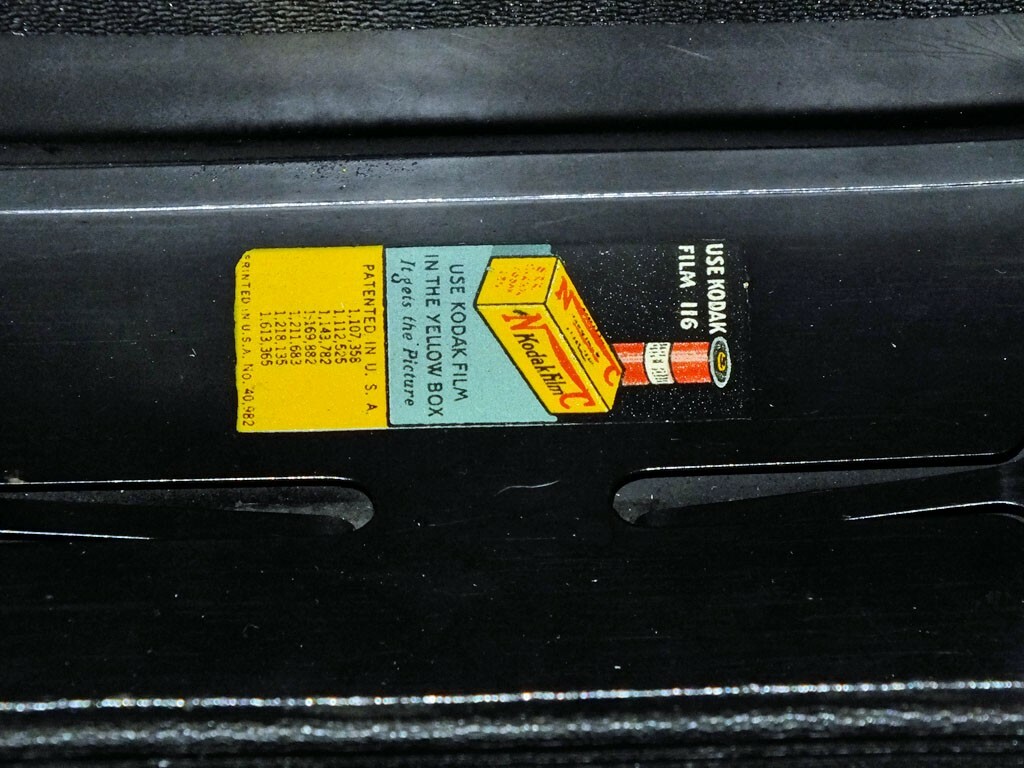 USE KODAK
FILM 116
Kodak Film
USE KODAK FILM
IN THE YELLOW BOX
It gets the Picture
PATENTED IN U. S. A.
1,107,358
1,112,525
1,143,782
1,169,882
1,211,683
1,218,135
1,613,365
PRINTED IN U.S.A. No. 40,982